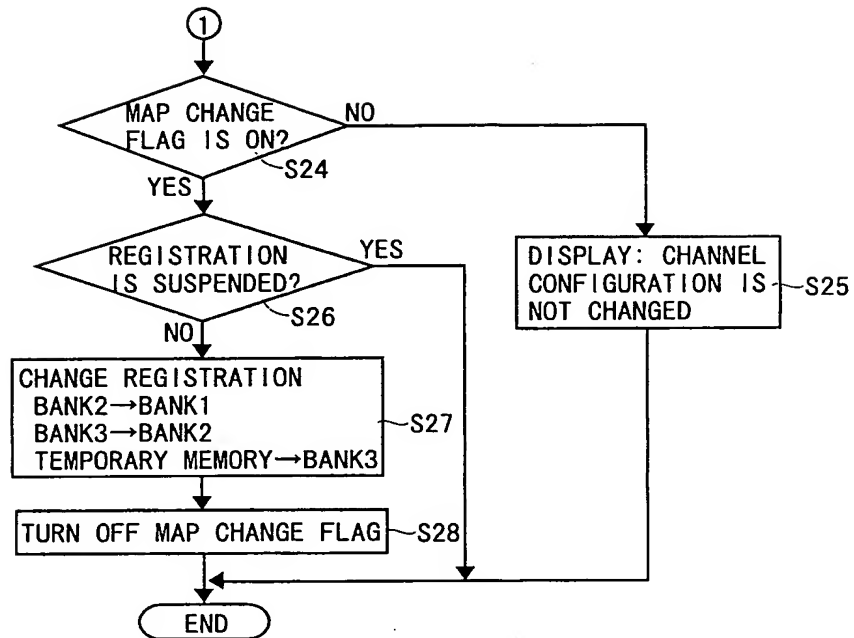 1
MAP CHANGE
FLAG IS ON?
NO
S24
YES
REGISTRATION
IS SUSPENDED?
YES
S26
DISPLAY: CHANNEL
CONFIGURATION IS
NOT CHANGED
S25
NO
CHANGE REGISTRATION
BANK2→BANK1
BANK3→BANK2
TEMPORARY MEMORY→BANK3
S27
TURN OFF MAP CHANGE FLAG
S28
END